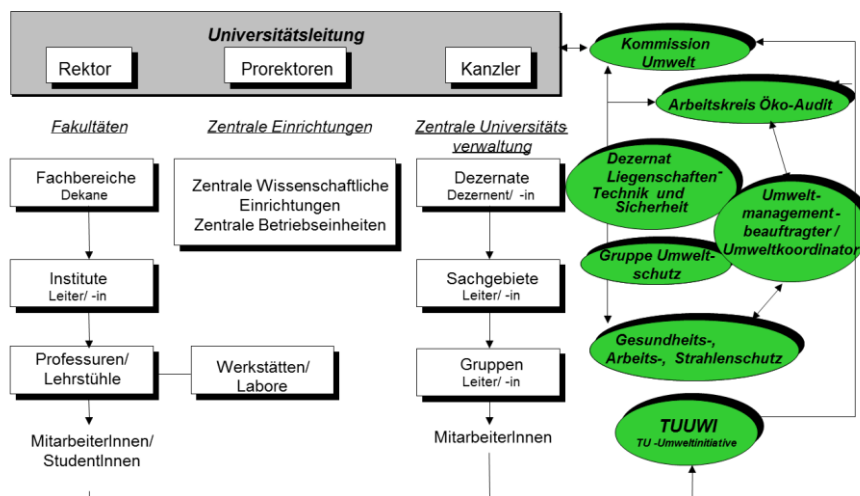 Universitätsleitung
Rektor
Prorektoren
Kanzler
Fakultäten
Zentrale Einrichtungen
Zentrale Universitäts
verwaltung
Fachbereiche
Dekane
Zentrale Wissenschaftliche
Einrichtungen
Zentrale Betriebseinheiten
Dezernate
Dezernent/ -in
Institute
Leiter/ -in
Sachgebiete
Leiter/ -in
Professuren/
Lehrstühle
Werkstätten/
Labore
Gruppen
Leiter/ -in
MitarbeiterInnen/
StudentInnen
MitarbeiterInnen
Kommission
Umwelt
Arbeitskreis Öko-Audit
Dezernat
Liegenschaften-
Technik und
Sicherheit
Umwelt-
management-
beauftragter /
Umweltkoordinator
Gruppe Umwelt-
schutz
Gesundheits-,
Arbeits-, Strahlenschutz
TUUWI
TU -Umweltinitiative